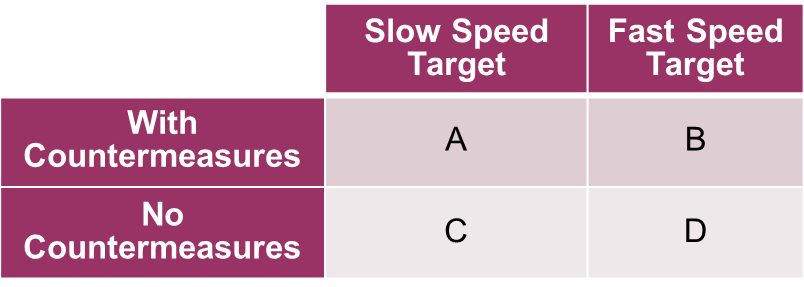 Slow Speed
Target
Fast Speed
Target
With
Countermeasures
A
B
No
Countermeasures
C
D